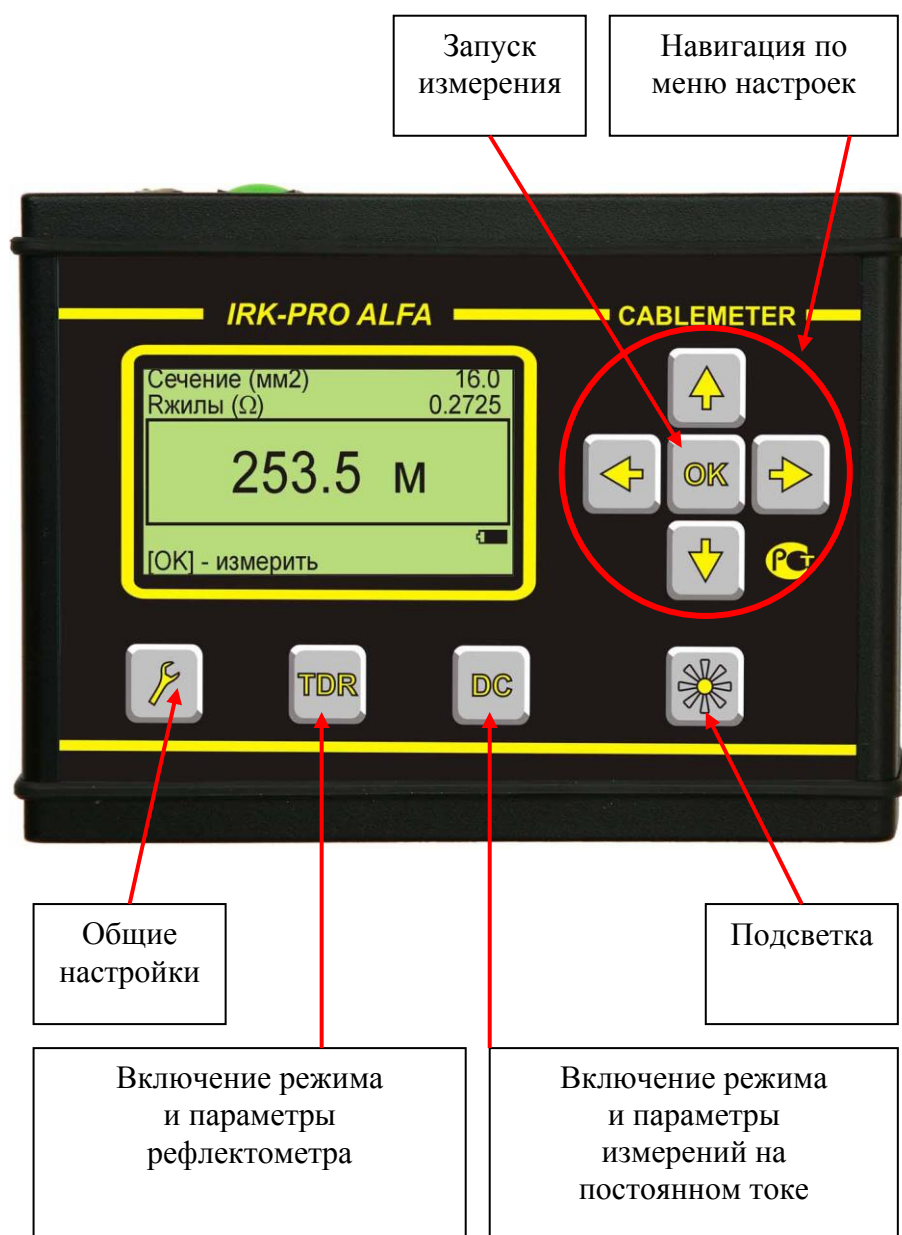 Запуск
измерения
Навигация по
меню настроек
IRK-PRO ALFA
CABLEMETER
Сечение (мм2) 16.0
Rжилы (Ω) 0.2725
253.5 м
[OK] - измерить
OK
РСТ
TDR
DC
Общие
настройки
Подсветка
Включение режима
и параметры
рефлектометра
Включение режима
и параметры
измерений на
постоянном токе